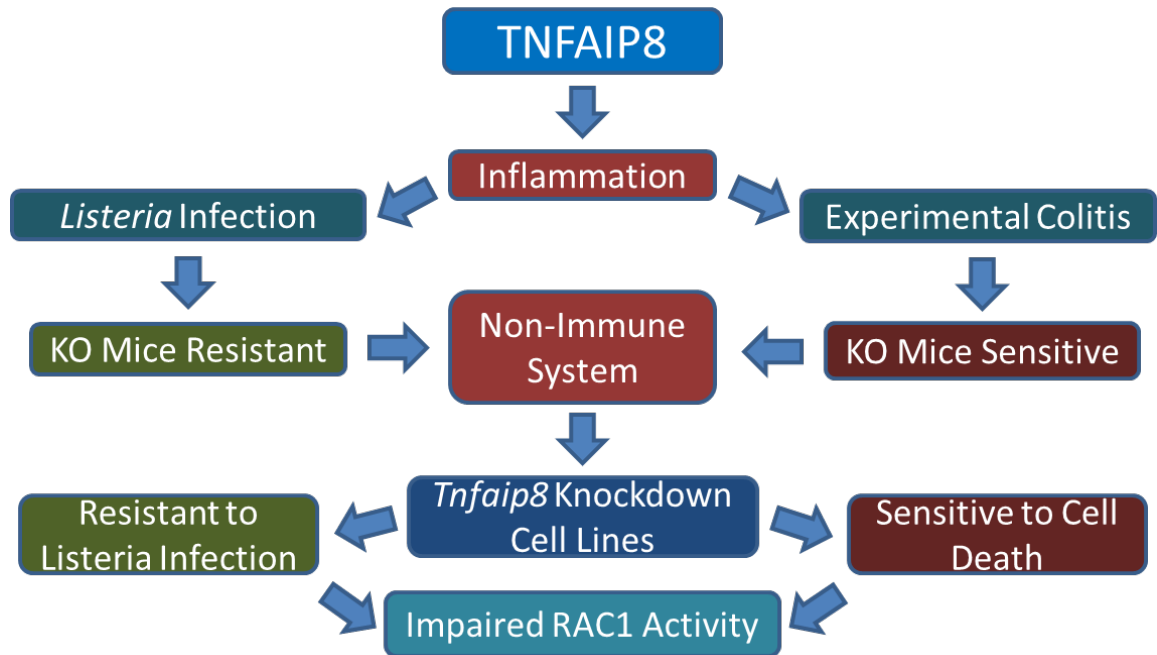 TNFAIP8
Inflammation
Listeria Infection
Experimental Colitis
KO Mice Resistant
Non-Immune
System
KO Mice Sensitive
Tnfaip8 Knockdown
Cell Lines
Resistant to
Listeria Infection
Sensitive to Cell
Death
Impaired RAC1 Activity